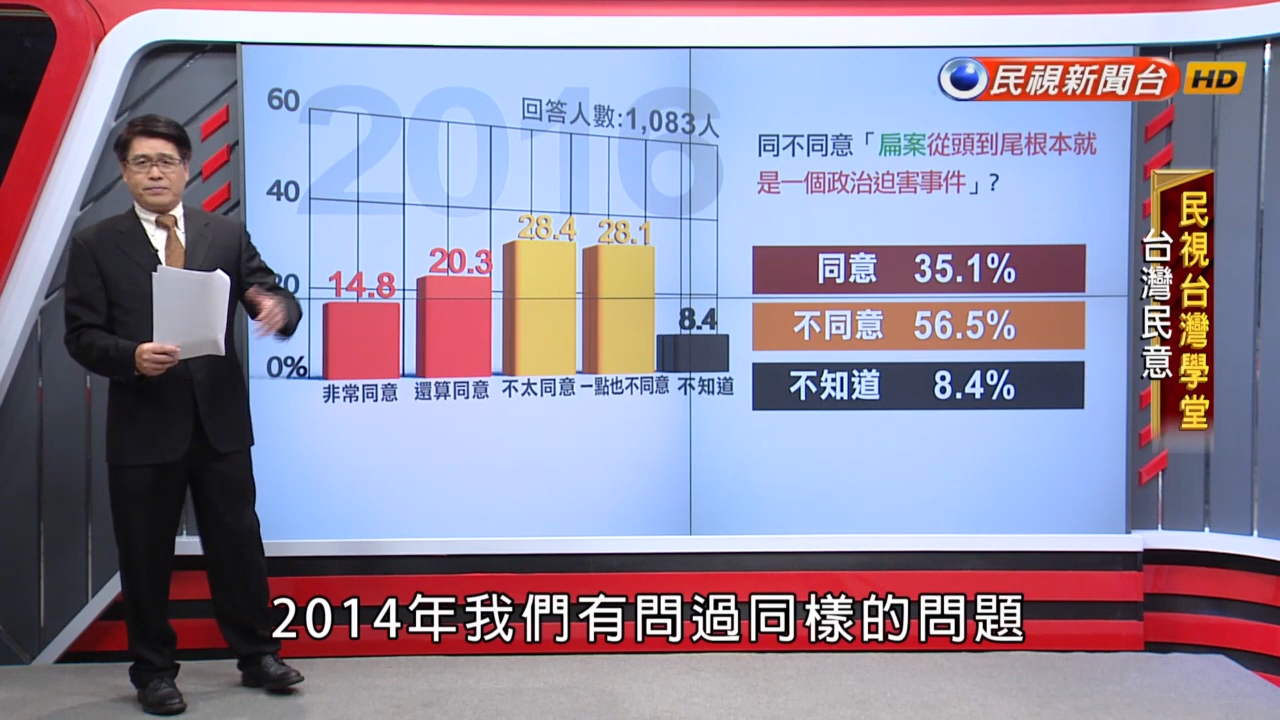 民視新聞台 HD
2016
回答人數:1,083人
60
40
20
0%
14.8
20.3
28.4
28.1
8.4
非常同意
還算同意
不太同意
一點也不同意
不知道
同不同意「扁案從頭到尾根本就
是一個政治迫害事件」?
同意 35.1%
不同意 56.5%
不知道 8.4%
民視台灣學堂
台灣民意
2014年我們有問過同樣的問題